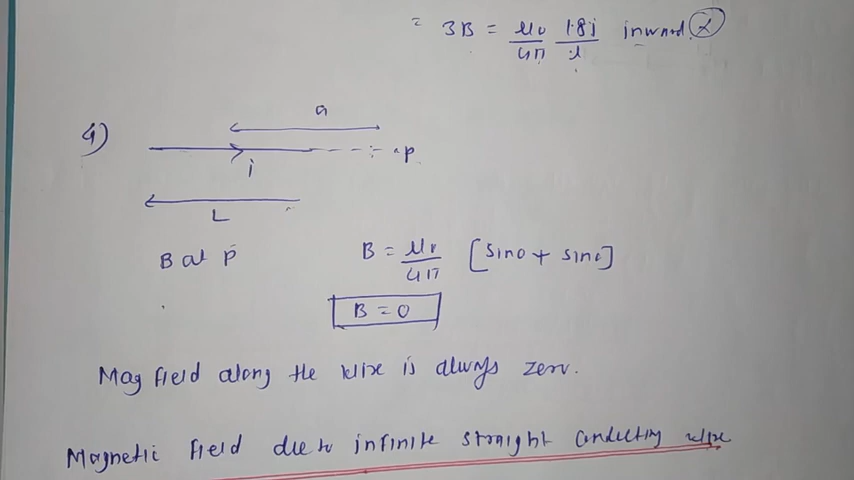 = 3B = μ0/4π 1.8i/l inward
4)
a
i
.p
L
B at p
B = μ0/4π [sin0 + sin0]
B = 0
Mag field along the wire is always zero.
Magnetic field due to infinite straight conducting wire